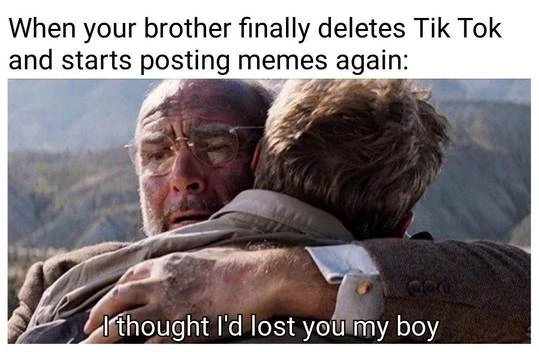 When your brother finally deletes Tik Tok
and starts posting memes again:
I thought I'd lost you my boy